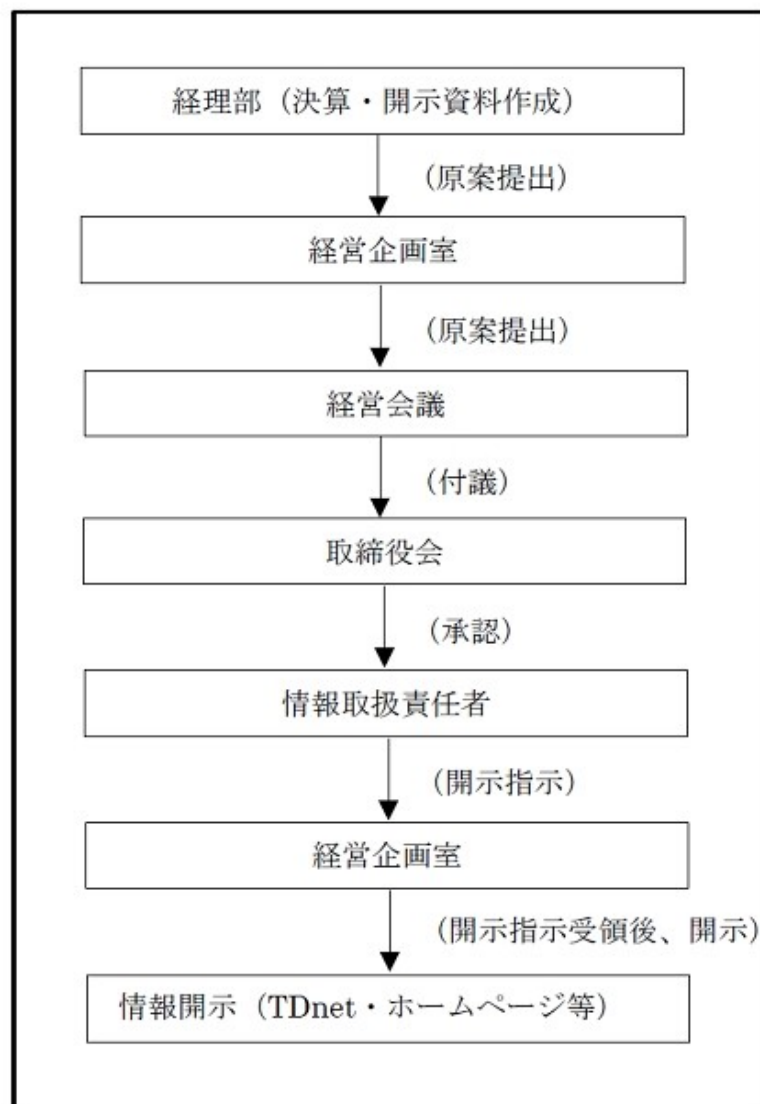 経理部（決算・開示資料作成）
（原案提出）
経営企画室
（原案提出）
経営会議
（付議）
取締役会
（承認）
情報取扱責任者
（開示指示）
経営企画室
（開示指示受領後、開示）
情報開示（TDnet・ホームページ等）